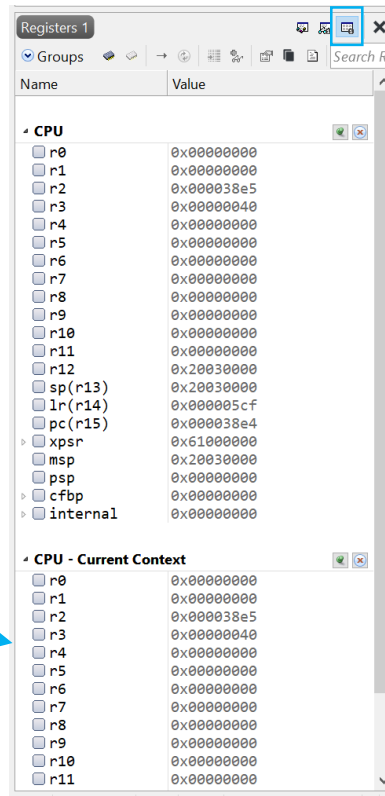 Registers 1
Groups Search R
Name Value
CPU
r0 0x00000000
r1 0x00000000
r2 0x000038e5
r3 0x00000040
r4 0x00000000
r5 0x00000000
r6 0x00000000
r7 0x00000000
r8 0x00000000
r9 0x00000000
r10 0x00000000
r11 0x00000000
r12 0x20030000
sp(r13) 0x20030000
lr(r14) 0x000005cf
pc(r15) 0x000038e4
xpsr 0x61000000
msp 0x20030000
psp 0x00000000
cfbp 0x00000000
internal 0x00000000
CPU - Current Context
r0 0x00000000
r1 0x00000000
r2 0x000038e5
r3 0x00000040
r4 0x00000000
r5 0x00000000
r6 0x00000000
r7 0x00000000
r8 0x00000000
r9 0x00000000
r10 0x00000000
r11 0x00000000